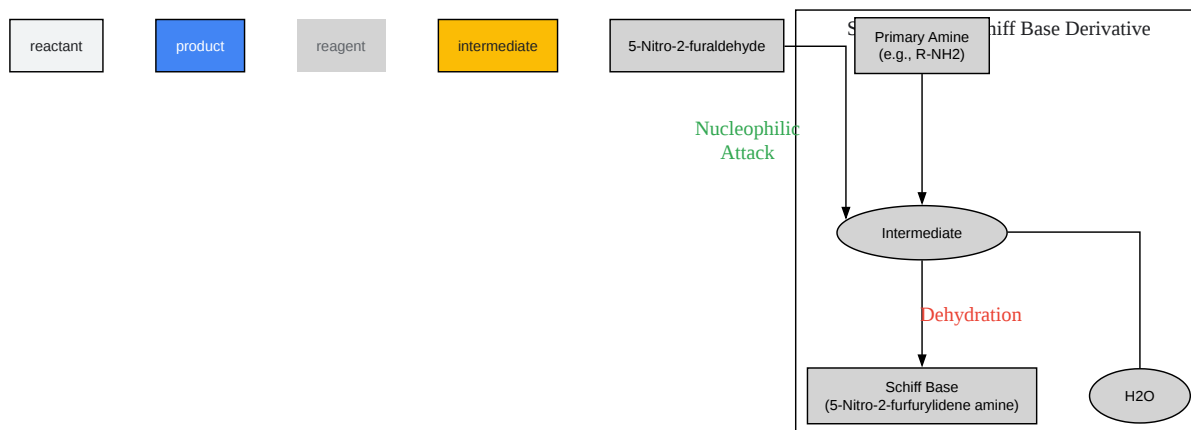 reactant
product
reagent
intermediate
5-Nitro-2-furaldehyde
Base Derivative
Primary Amine
(e.g., R-NH2)
Nucleophilic
Attack
Intermediate
Dehydration
Schiff Base
(5-Nitro-2-furfurylidene amine)
H2O